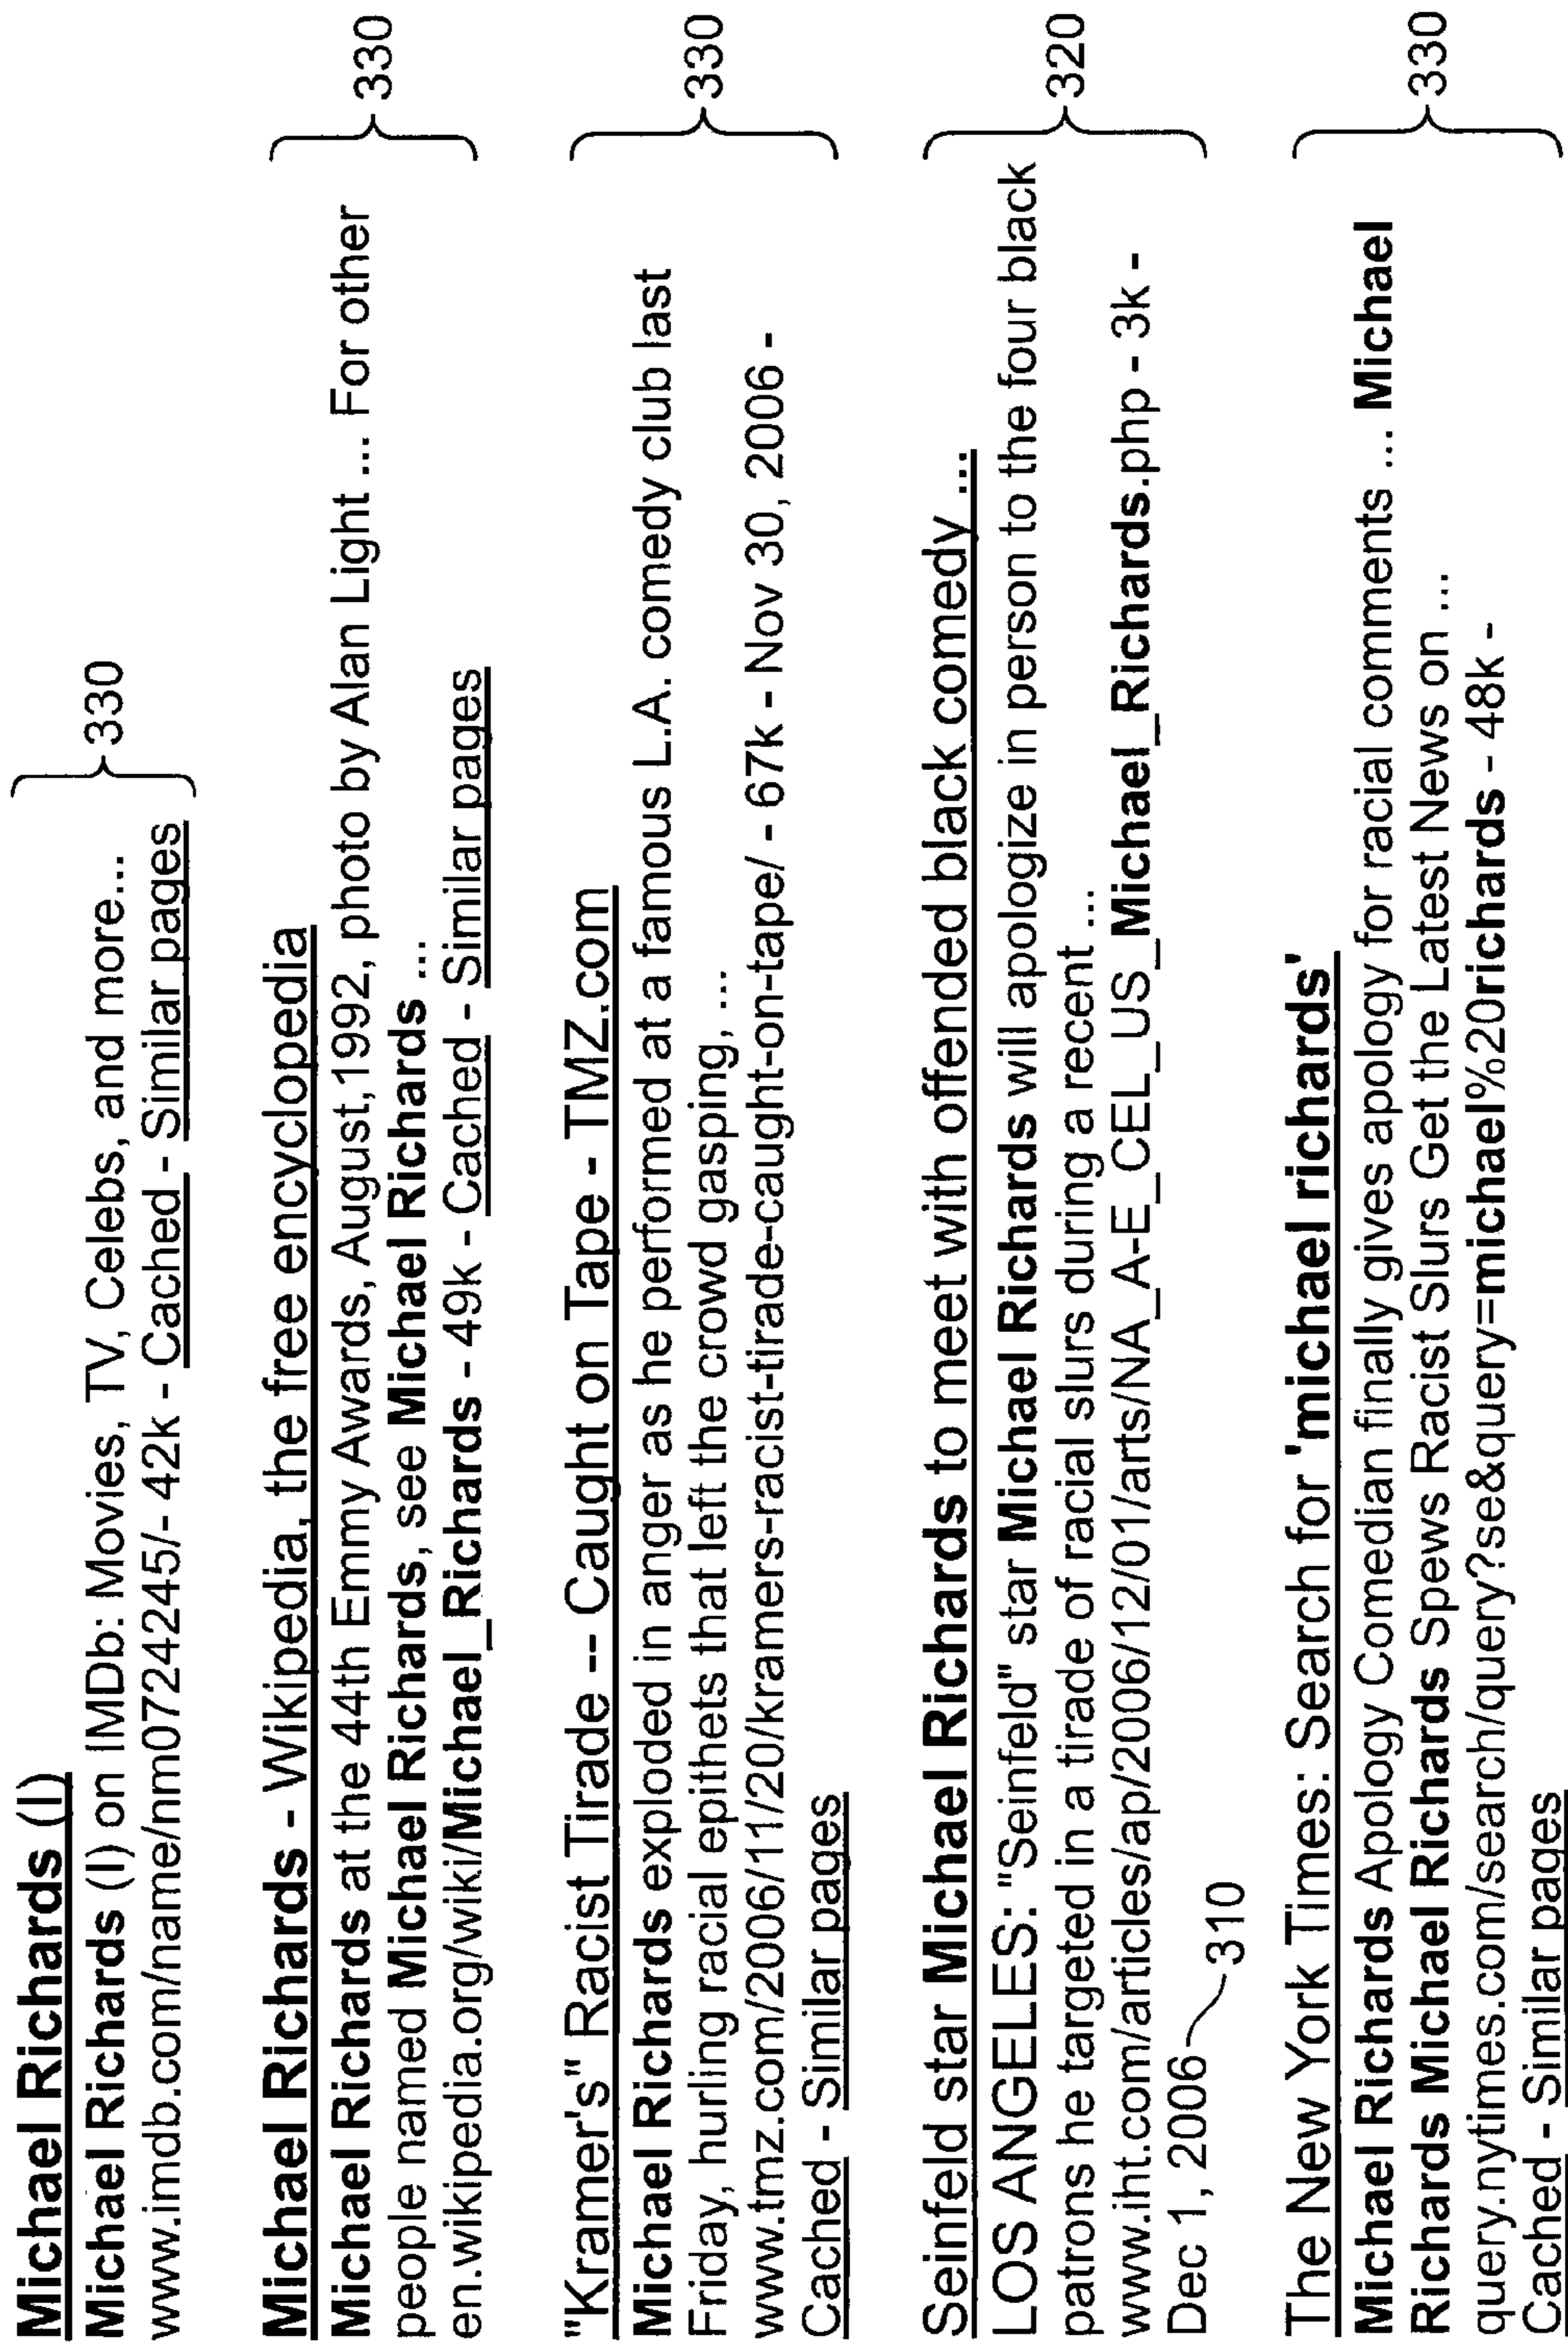 Michael Richards (I)
Michael Richards (I) on IMDb: Movies, TV, Celebs, and more...
www.imdb.com/name/nm0724245/- 42k - Cached - Similar pages
330
Michael Richards - Wikipedia, the free encyclopedia
Michael Richards at the 44th Emmy Awards, August,1992, photo by Alan Light ... For other
people named Michael Richards, see Michael Richards ...
en.wikipedia.org/wiki/Michael_Richards - 49k - Cached - Similar pages
330
"Kramer's" Racist Tirade -- Caught on Tape - TMZ.com
Michael Richards exploded in anger as he performed at a famous L.A. comedy club last
Friday, hurling racial epithets that left the crowd gasping, ...
www.tmz.com/2006/11/20/kramers-racist-tirade-caught-on-tape/ - 67k - Nov 30, 2006 -
Cached - Similar pages
330
Seinfeld star Michael Richards to meet with offended black comedy ...
LOS ANGELES: "Seinfeld" star Michael Richards will apologize in person to the four black
patrons he targeted in a tirade of racial slurs during a recent ...
www.iht.com/articles/ap/2006/12/01/arts/NA_A-E_CEL_US_Michael_Richards.php - 3k -
Dec 1, 2006 310
320
The New York Times: Search for 'michael richards'
Michael Richards Apology Comedian finally gives apology for racial comments ... Michael
Richards Michael Richards Spews Racist Slurs Get the Latest News on ...
query.nytimes.com/search/query?se&query=michael%20richards - 48k -
Cached - Similar pages
330